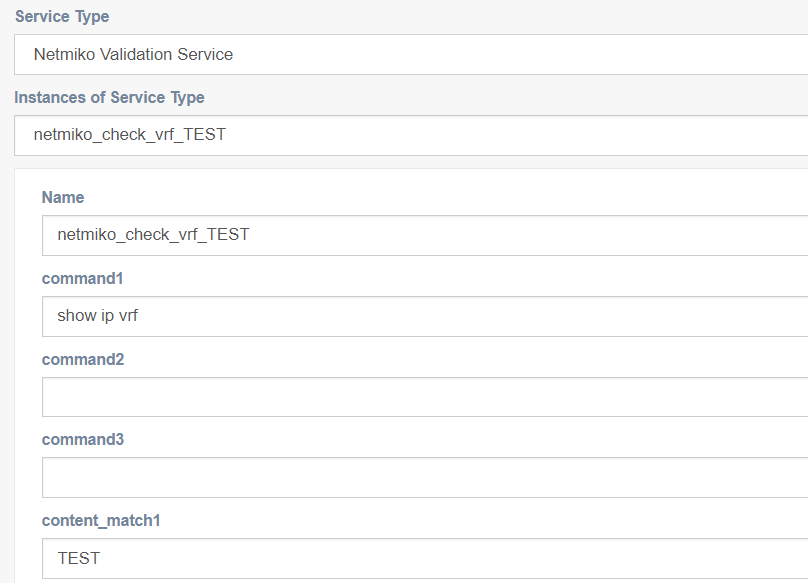 Service Type
Netmiko Validation Service
Instances of Service Type
netmiko_check_vrf_TEST
Name
netmiko_check_vrf_TEST
command1
show ip vrf
command2
command3
content_match1
TEST